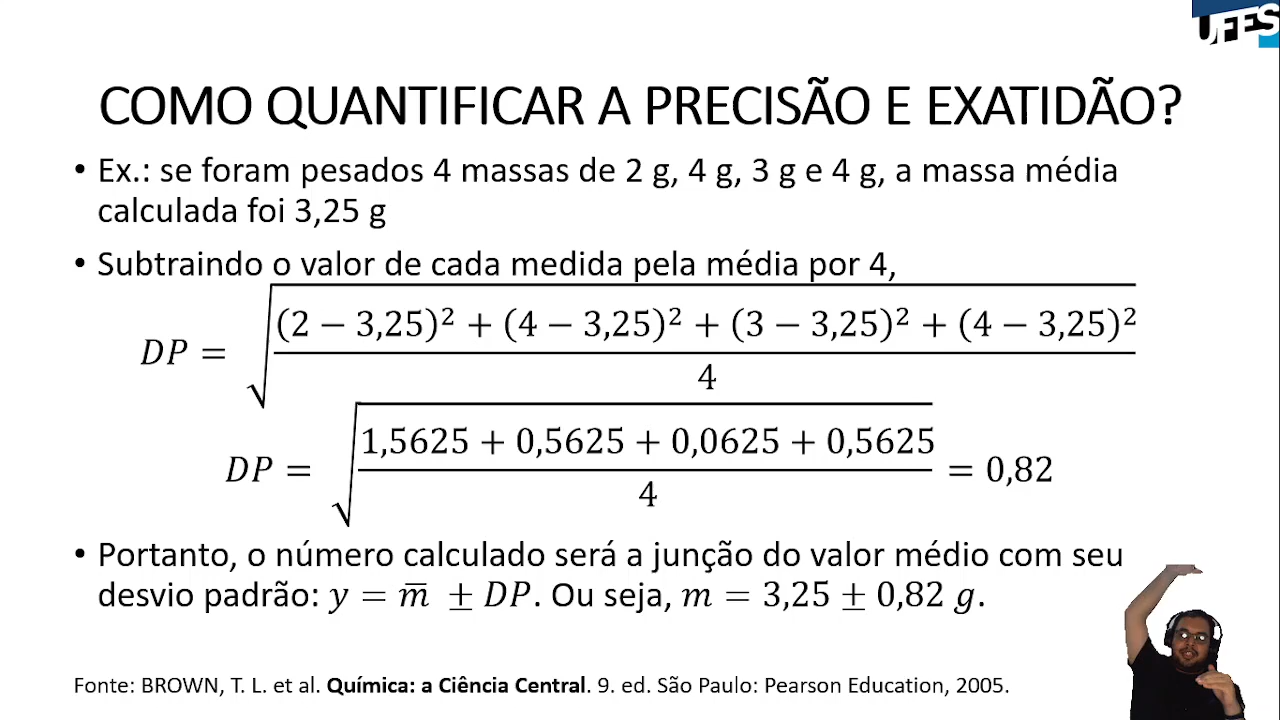 UFES
COMO QUANTIFICAR A PRECISÃO E EXATIDÃO?
• Ex.: se foram pesados 4 massas de 2 g, 4 g, 3 g e 4 g, a massa média
calculada foi 3,25 g
• Subtraindo o valor de cada medida pela média por 4,
DP = √((2 − 3,25)² + (4 − 3,25)² + (3 − 3,25)² + (4 − 3,25)² / 4)
DP = √((1,5625 + 0,5625 + 0,0625 + 0,5625) / 4) = 0,82
• Portanto, o número calculado será a junção do valor médio com seu
desvio padrão: y = m̅ ± DP. Ou seja, m = 3,25 ± 0,82 g.
Fonte: BROWN, T. L. et al. Química: a Ciência Central. 9. ed. São Paulo: Pearson Education, 2005.